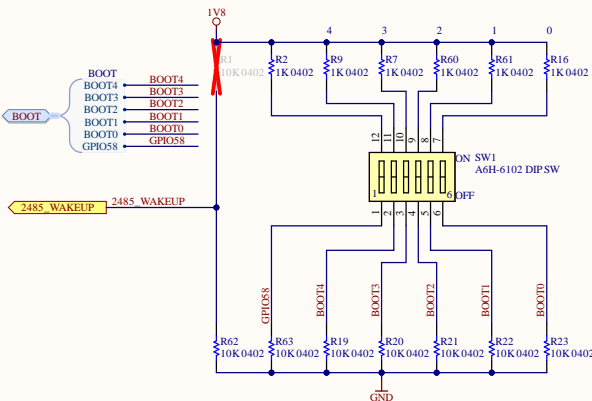 1V8
4 3 2 1 0
R1 R2 R9 R7 R60 R61 R16
10K 0402 1K 0402 1K 0402 1K 0402 1K 0402 1K 0402 1K 0402
BOOT
BOOT4 BOOT4
BOOT3 BOOT3
BOOT2 BOOT2
BOOT BOOT1 BOOT1
BOOT0 BOOT0
GPIO58 GPIO58
12 11 10 9 8 7
ON SW1
A6H-6102 DIPSW
1 6 OFF
1 2 3 4 5 6
2485_WAKEUP 2485_WAKEUP
GPIO58 BOOT4 BOOT3 BOOT2 BOOT1 BOOT0
R62 R63 R19 R20 R21 R22 R23
10K 0402 10K 0402 10K 0402 10K 0402 10K 0402 10K 0402 10K 0402
GND